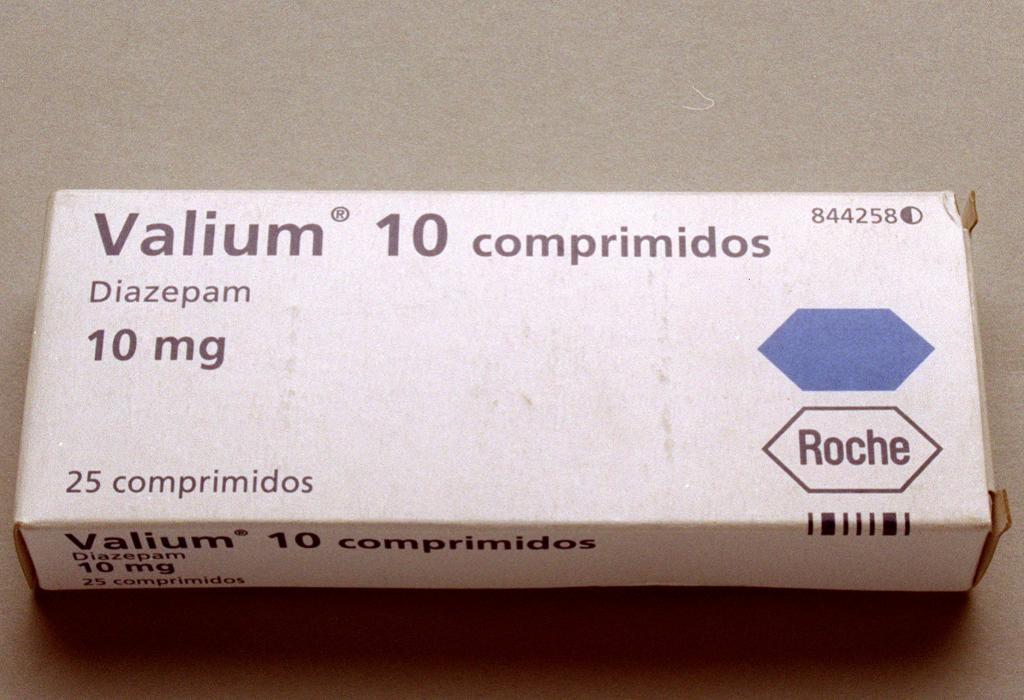 Valium® 10 comprimidos
844258
Diazepam
10 mg
Roche
25 comprimidos
Valium® 10 comprimidos
Diazepam
10 mg
25 comprimidos